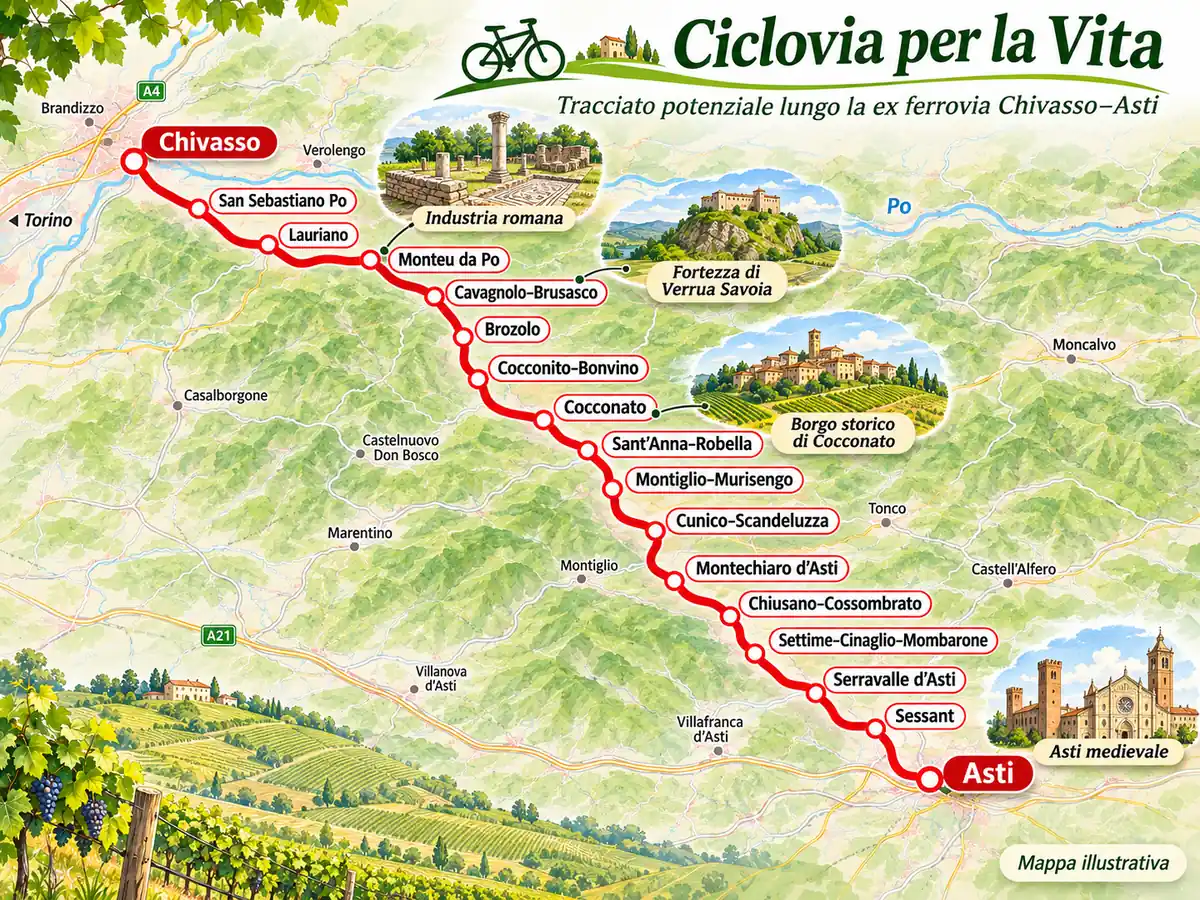 Ciclovia per la Vita
Tracciato potenziale lungo la ex ferrovia Chivasso–Asti
A4
Brandizzo
Chivasso
Verolengo
◄ Torino
San Sebastiano Po
Lauriano
Industria romana
Monteu da Po
Po
Cavagnolo–Brusasco
Fortezza di
Verrua Savoia
Brozolo
Cocconito–Bonvino
Moncalvo
Casalborgone
Cocconato
Borgo storico
di Cocconato
Castelnuovo
Don Bosco
Sant'Anna–Robella
Montiglio–Murisengo
Cunico–Scandeluzza
Tonco
Marentino
Montiglio
Montechiaro d'Asti
Castell'Alfero
Chiusano–Cossombrato
A21
Settime–Cinaglio–Mombarone
Villanova
d'Asti
Serravalle d'Asti
Sessant
Villafranca
d'Asti
Asti medievale
Asti
Mappa illustrativa